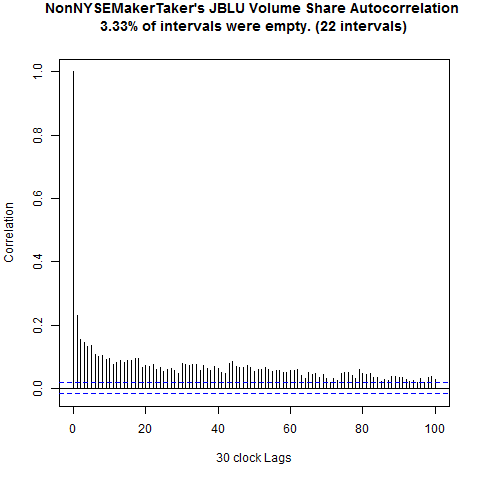 NonNYSEMakerTaker's JBLU Volume Share Autocorrelation
3.33% of intervals were empty. (22 intervals)
Correlation
1.0
0.8
0.6
0.4
0.2
0.0
0 20 40 60 80 100
30 clock Lags